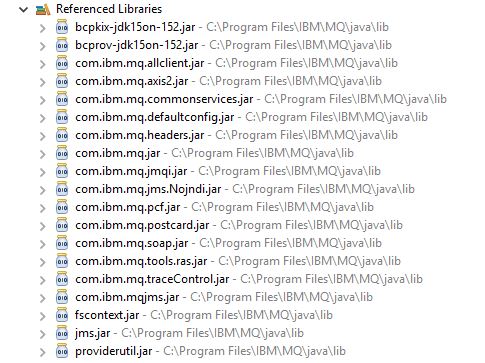 Referenced Libraries
bcpkix-jdk15on-152.jar - C:\Program Files\IBM\MQ\java\lib
bcprov-jdk15on-152.jar - C:\Program Files\IBM\MQ\java\lib
com.ibm.mq.allclient.jar - C:\Program Files\IBM\MQ\java\lib
com.ibm.mq.axis2.jar - C:\Program Files\IBM\MQ\java\lib
com.ibm.mq.commonservices.jar - C:\Program Files\IBM\MQ\java\lib
com.ibm.mq.defaultconfig.jar - C:\Program Files\IBM\MQ\java\lib
com.ibm.mq.headers.jar - C:\Program Files\IBM\MQ\java\lib
com.ibm.mq.jar - C:\Program Files\IBM\MQ\java\lib
com.ibm.mq.jmqi.jar - C:\Program Files\IBM\MQ\java\lib
com.ibm.mq.jms.Nojndi.jar - C:\Program Files\IBM\MQ\java\lib
com.ibm.mq.pcf.jar - C:\Program Files\IBM\MQ\java\lib
com.ibm.mq.postcard.jar - C:\Program Files\IBM\MQ\java\lib
com.ibm.mq.soap.jar - C:\Program Files\IBM\MQ\java\lib
com.ibm.mq.tools.ras.jar - C:\Program Files\IBM\MQ\java\lib
com.ibm.mq.traceControl.jar - C:\Program Files\IBM\MQ\java\lib
com.ibm.mqjms.jar - C:\Program Files\IBM\MQ\java\lib
fscontext.jar - C:\Program Files\IBM\MQ\java\lib
jms.jar - C:\Program Files\IBM\MQ\java\lib
providerutil.jar - C:\Program Files\IBM\MQ\java\lib